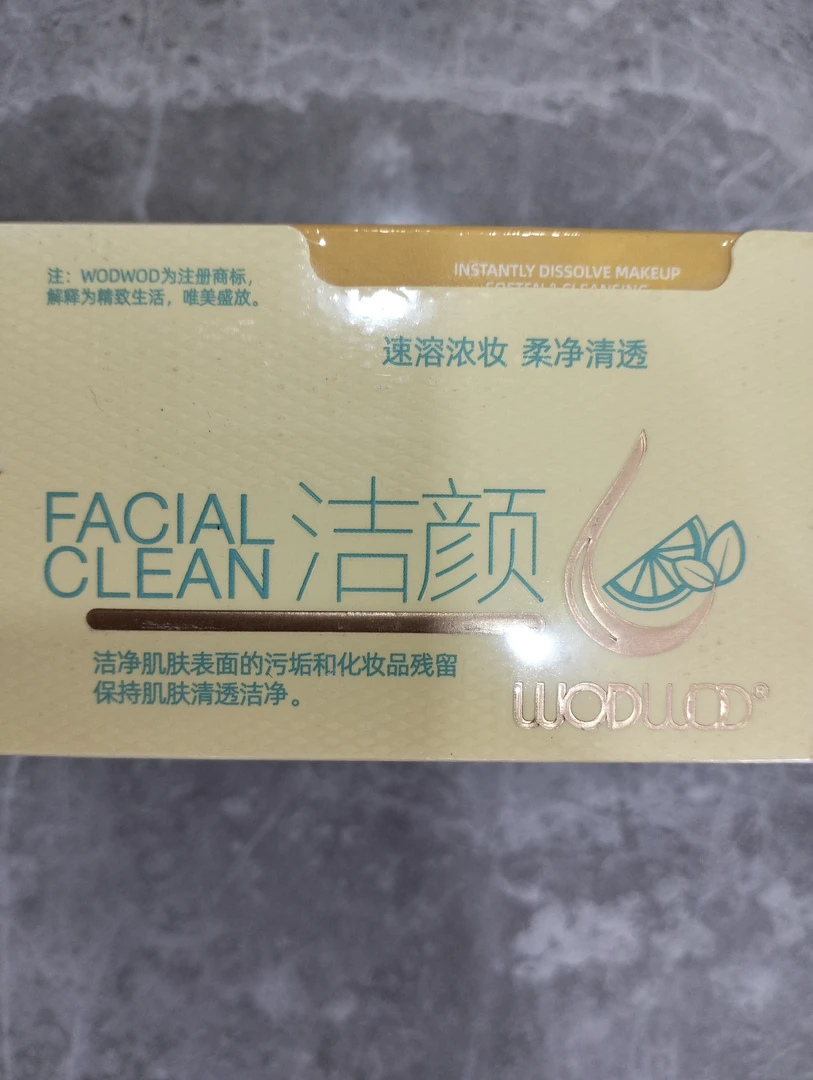 注：WODWOD为注册商标，
解释为精致生活，唯美盛放。
INSTANTLY DISSOLVE MAKEUP
SOFTEN & CLEANSING
速溶浓妆 柔净清透
FACIAL
CLEAN
洁颜
洁净肌肤表面的污垢和化妆品残留
保持肌肤清透洁净。
WODWOD®